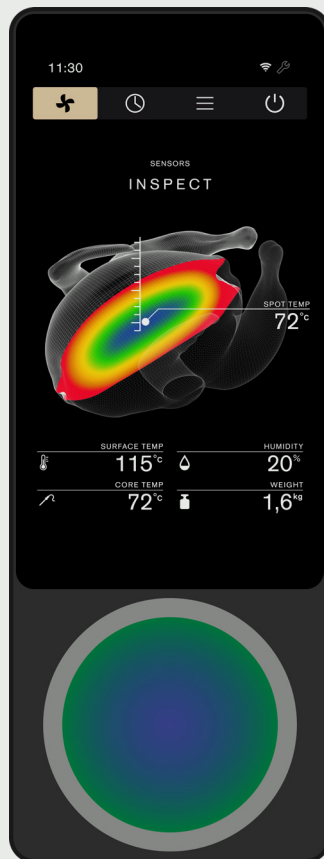 11:30
SENSORS
INSPECT
SPOT TEMP
72°c
SURFACE TEMP
115°c
HUMIDITY
20%
CORE TEMP
72°c
WEIGHT
1,6kg